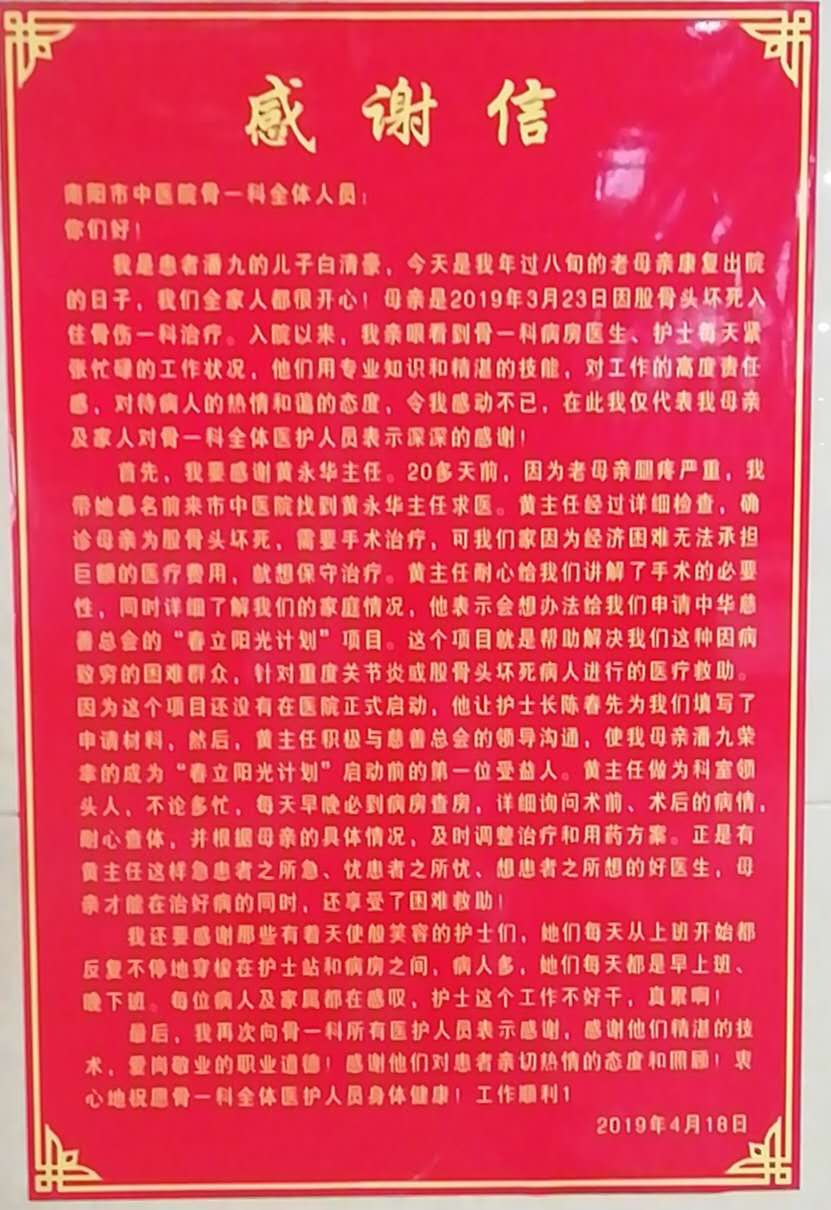 感谢信
南阳市中医院骨一科全体人员：
你们好！
我是患者潘九的儿子白清豪，今天是我年过八旬的老母亲康复出院
的日子，我们全家人都很开心！母亲是2019年3月23日因股骨头坏死入
住骨伤一科治疗。入院以来，我亲眼看到骨一科病房医生、护士每天紧
张忙碌的工作状况，他们用专业知识和精湛的技能，对工作的高度责任
感，对待病人的热情和蔼的态度，令我感动不已，在此我仅代表我母亲
及家人对骨一科全体医护人员表示深深的感谢！
首先，我要感谢黄永华主任。20多天前，因为老母亲腿疼严重，我
带她慕名前来市中医院找到黄永华主任求医。黄主任经过详细检查，确
诊母亲为股骨头坏死，需要手术治疗，可我们家因为经济困难无法承担
巨额的医疗费用，就想保守治疗。黄主任耐心给我们讲解了手术的必要
性，同时详细了解我们的家庭情况，他表示会想办法给我们申请中华慈
善总会的“春立阳光计划”项目。这个项目就是帮助解决我们这种因病
致穷的困难群众，针对重度关节炎或股骨头坏死病人进行的医疗救助。
因为这个项目还没有在医院正式启动，他让护士长陈春先为我们填写了
申请材料，然后，黄主任积极与慈善总会的领导沟通，使我母亲潘九荣
幸的成为“春立阳光计划”启动前的第一位受益人。黄主任做为科室领
头人，不论多忙，每天早晚必到病房查房，详细询问术前、术后的病情，
耐心查体，并根据母亲的具体情况，及时调整治疗和用药方案。正是有
黄主任这样急患者之所急、忧患者之所忧、想患者之所想的好医生，母
亲才能在治好病的同时，还享受了困难救助！
我还要感谢那些有着天使般笑容的护士们，她们每天从上班开始都
反复不停地穿梭在护士站和病房之间，病人多，她们每天都是早上班、
晚下班。每位病人及家属都在感叹，护士这个工作不好干，真累啊！
最后，我再次向骨一科所有医护人员表示感谢，感谢他们精湛的技
术，爱岗敬业的职业道德！感谢他们对患者亲切热情的态度和照顾！衷
心地祝愿骨一科全体医护人员身体健康！工作顺利1
2019年4月18日